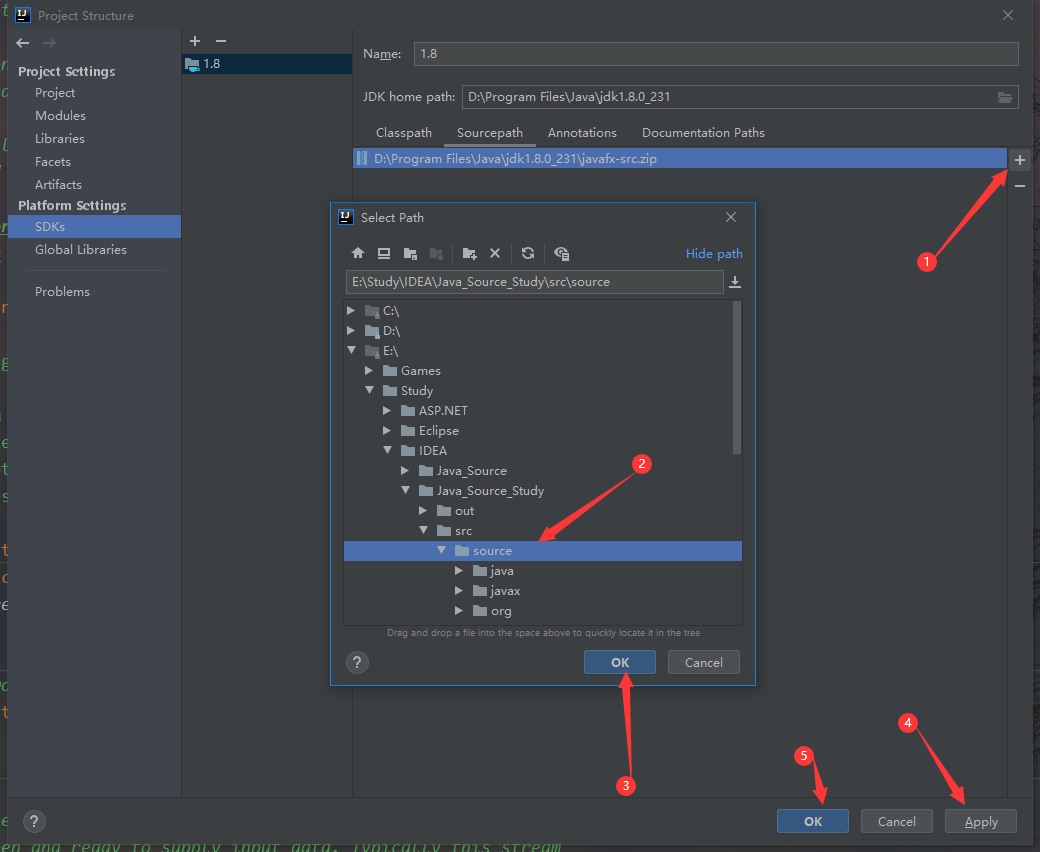 Project Structure
Project Settings
Project
Modules
Libraries
Facets
Artifacts
Platform Settings
SDKs
Global Libraries
Problems
1.8
Name: 1.8
JDK home path: D:\Program Files\Java\jdk1.8.0_231
Classpath Sourcepath Annotations Documentation Paths
D:\Program Files\Java\jdk1.8.0_231\javafx-src.zip
1
Select Path
Hide path
E:\Study\IDEA\Java_Source_Study\src\source
C:\
D:\
E:\
Games
Study
ASP.NET
Eclipse
IDEA
Java_Source
2
Java_Source_Study
out
src
source
java
javax
org
Drag and drop a file into the space above to quickly locate it in the tree
? OK Cancel
3
4
5
? OK Cancel Apply
en and ready to supply input data. Typically this stream